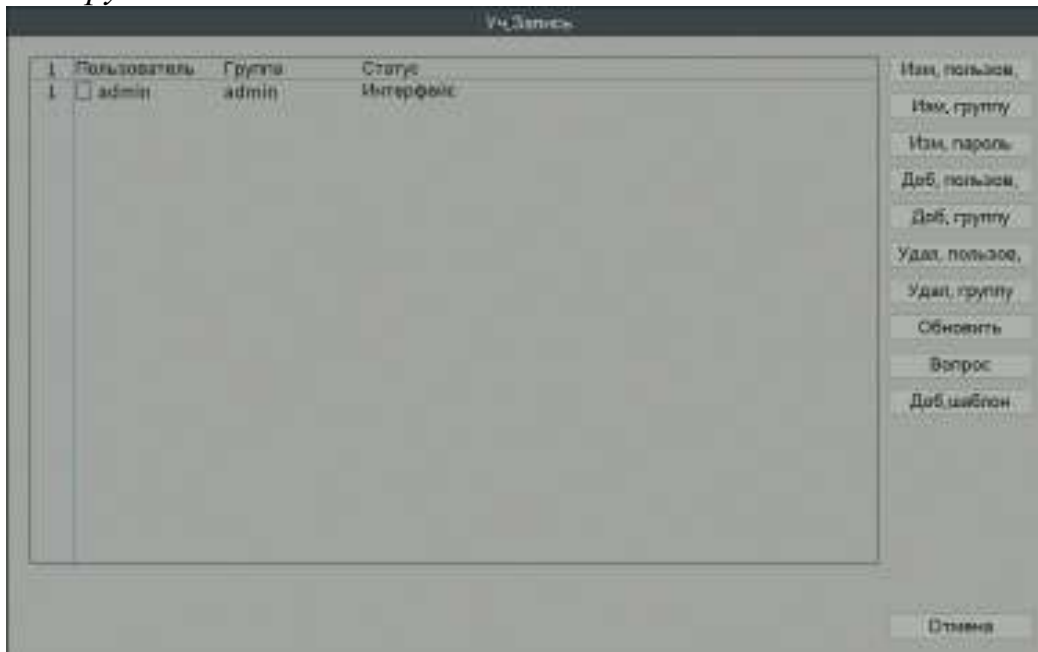 Уч.Запись
1 Пользователь Группа Статус
1 admin admin Интерфейс
Изм. пользов.
Изм. группу
Изм. пароль
Доб. пользов.
Доб. группу
Удал. пользов.
Удал. группу
Обновить
Вопрос
Доб.шаблон
Отмена